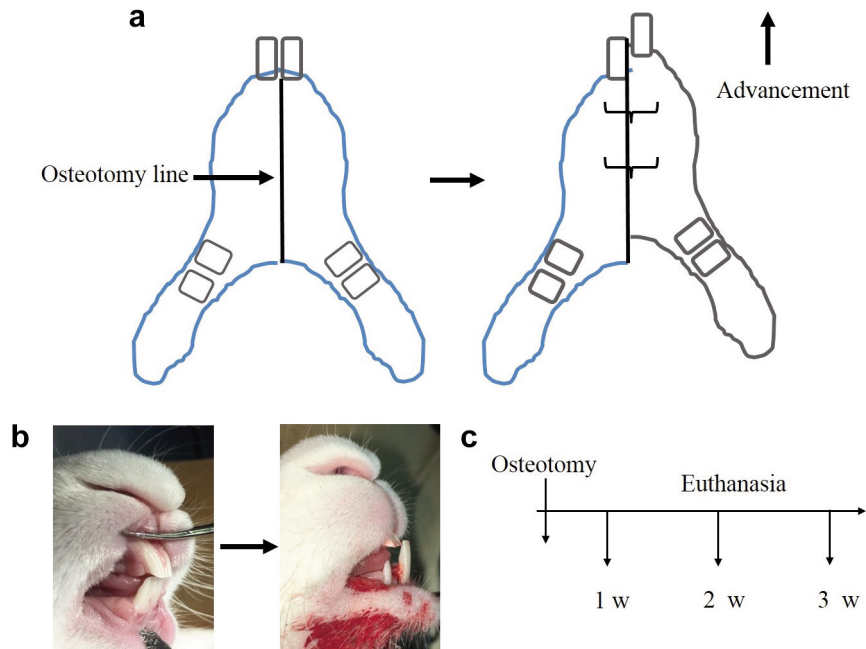 a
Osteotomy line
Advancement
b
c
Osteotomy
Euthanasia
1 w
2 w
3 w